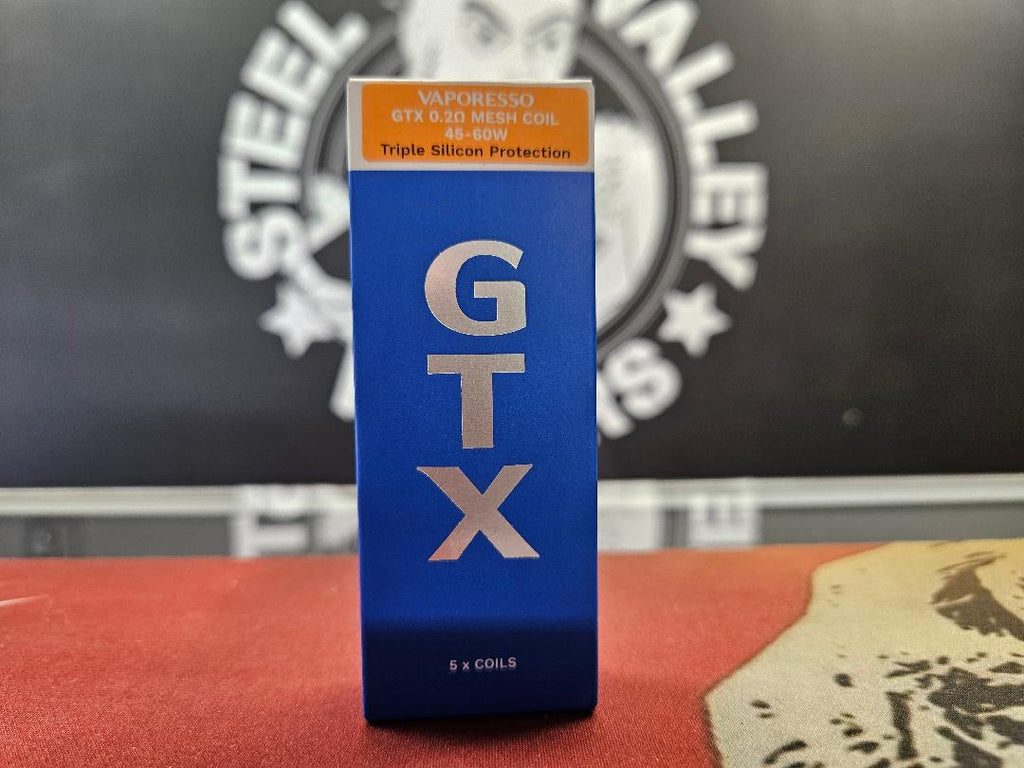 STEEL VALLEY
VAPORESSO
GTX 0.2Ω MESH COIL
45-60W
Triple Silicon Protection
G
T
X
5 x COILS